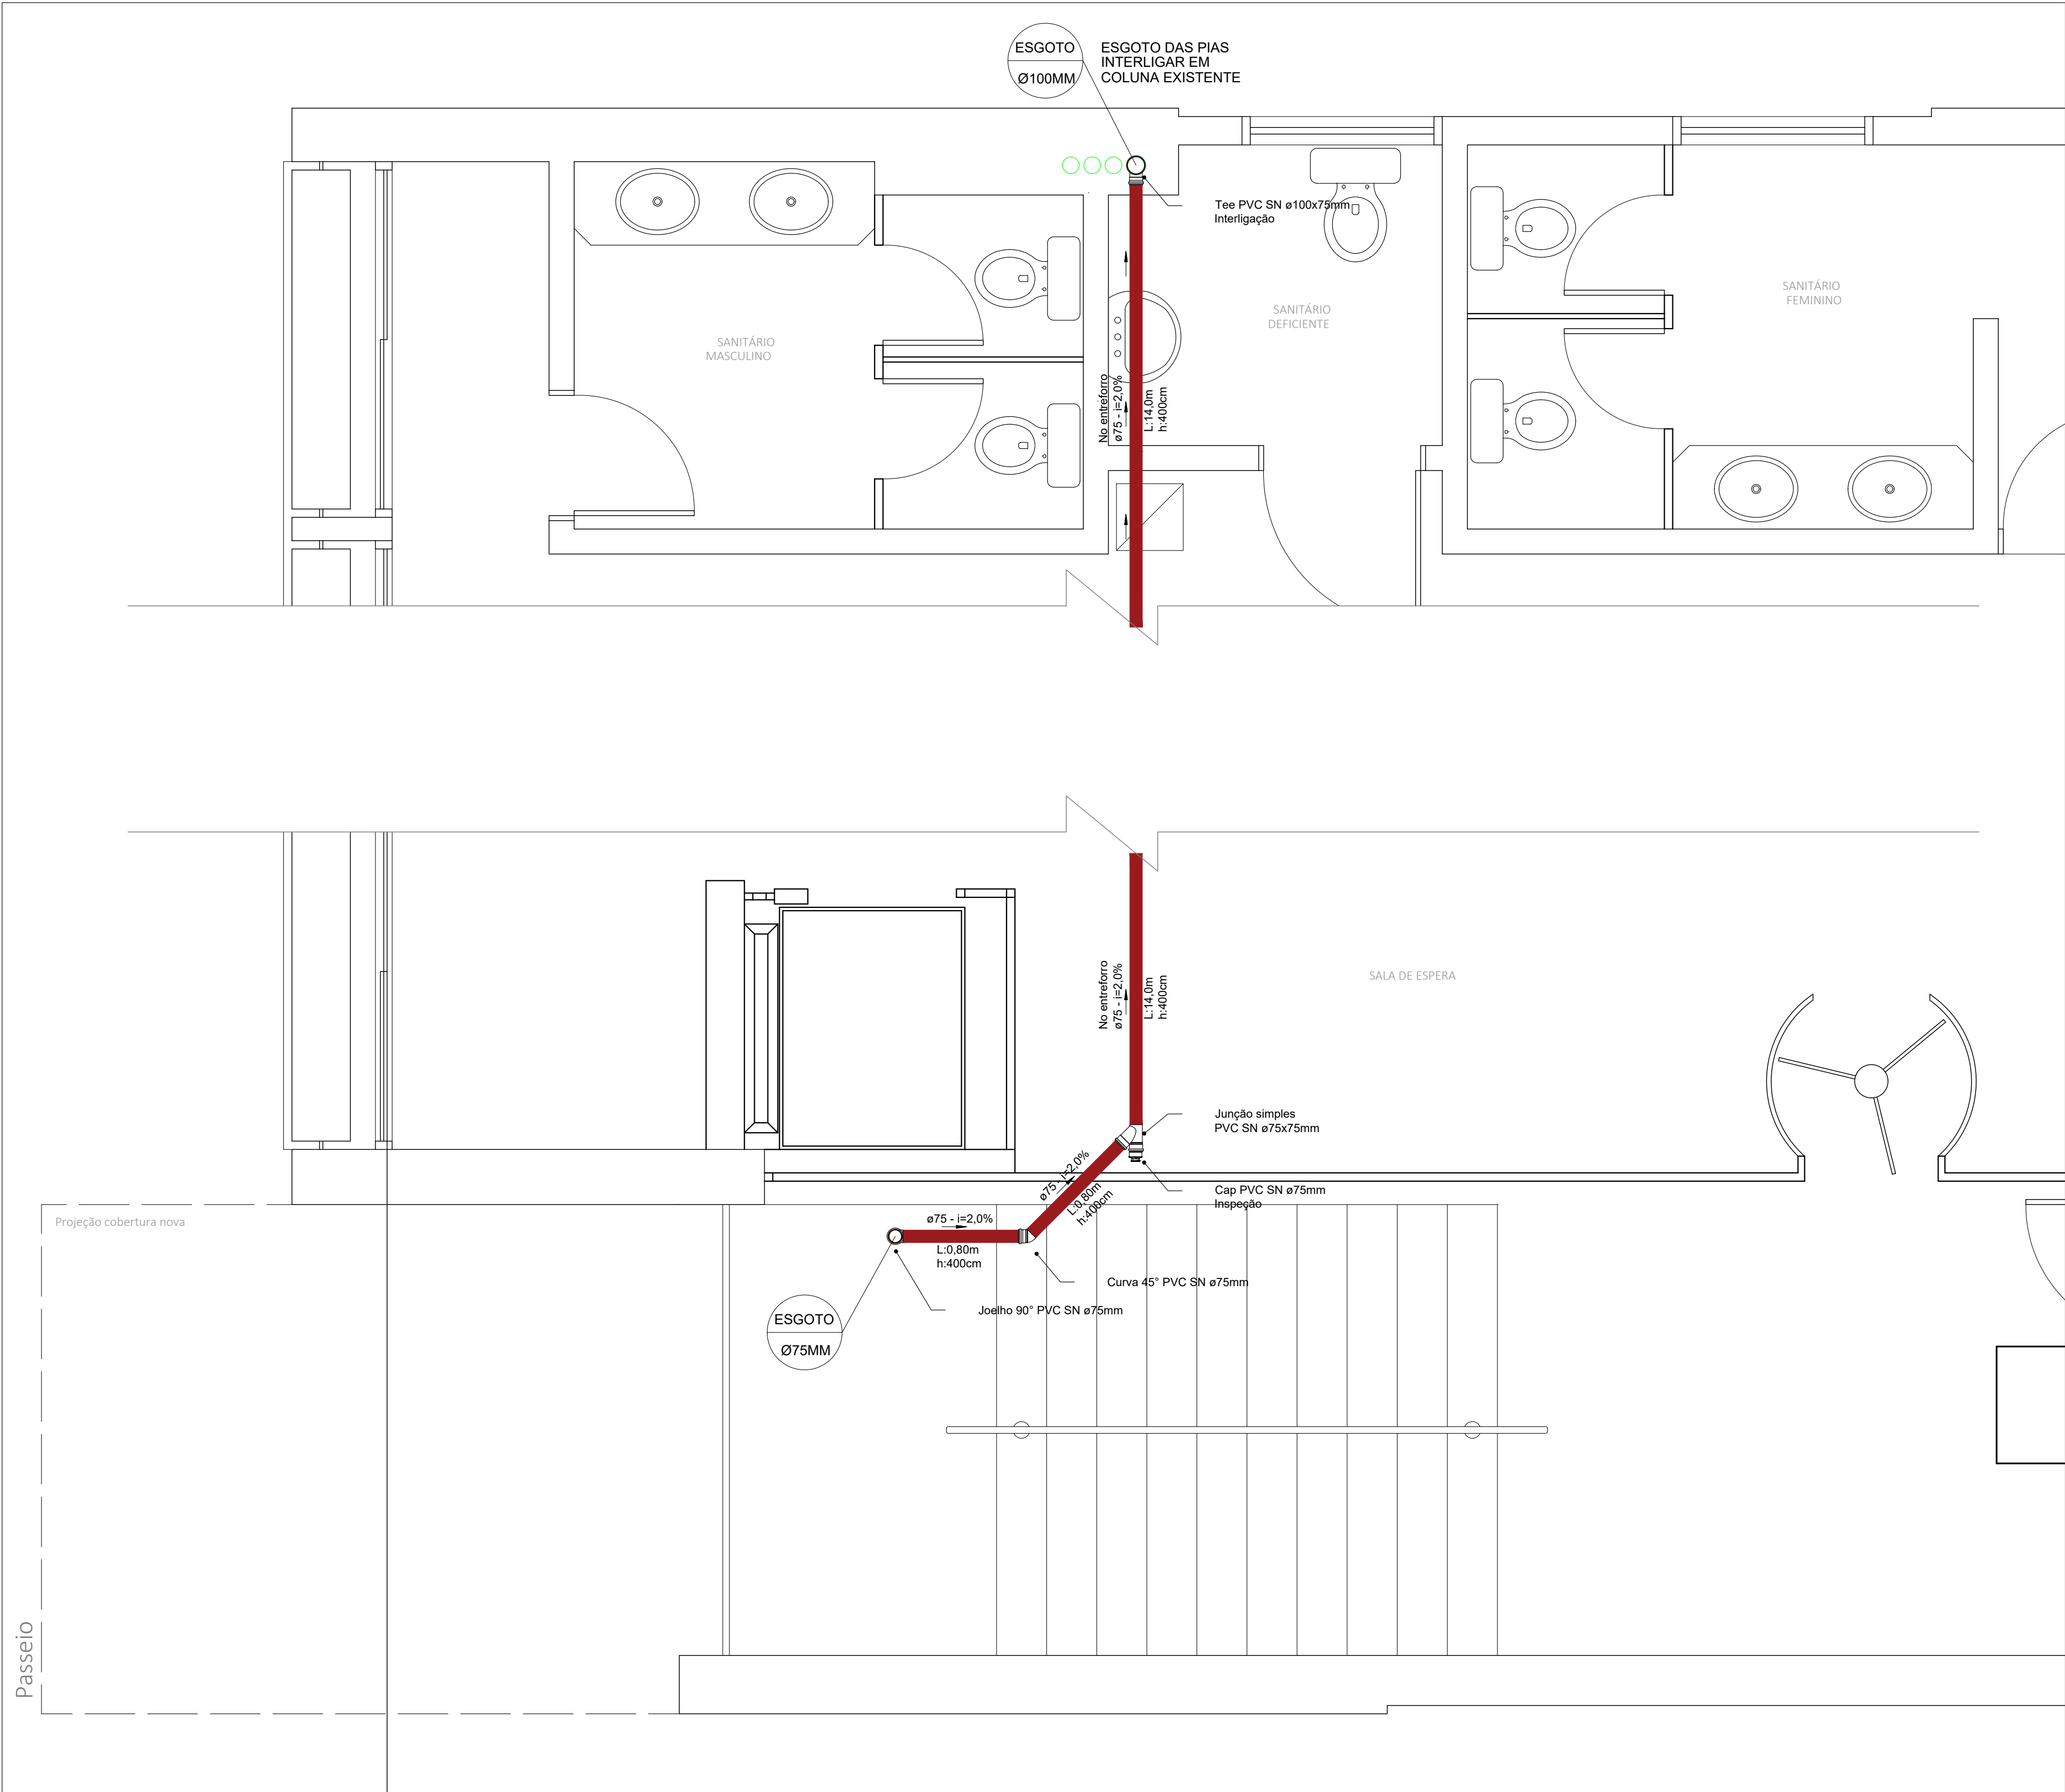 ESGOTO
Ø100MM
ESGOTO DAS PIAS
INTERLIGAR EM
COLUNA EXISTENTE
Tee PVC SN ø100x75mm
Interligação
SANITÁRIO
MASCULINO
SANITÁRIO
DEFICIENTE
SANITÁRIO
FEMININO
No entreforro
ø75 - i=2,0%
L:14,0m
h:400cm
No entreforro
ø75 - i=2,0%
L:14,0m
h:400cm
SALA DE ESPERA
Junção simples
PVC SN ø75x75mm
Cap PVC SN ø75mm
Inspeção
ø75 - i=2,0%
L:0,80m
h:400cm
ø75 - i=2,0%
L:0,80m
h:400cm
Curva 45° PVC SN ø75mm
Joelho 90° PVC SN ø75mm
ESGOTO
Ø75MM
Projeção cobertura nova
Passeio